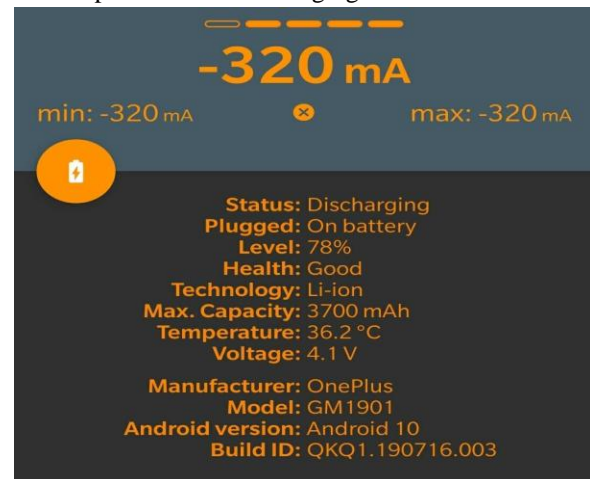 -320 mA
min: -320 mA
max: -320 mA
Status: Discharging
Plugged: On battery
Level: 78%
Health: Good
Technology: Li-ion
Max. Capacity: 3700 mAh
Temperature: 36.2 °C
Voltage: 4.1 V
Manufacturer: OnePlus
Model: GM1901
Android version: Android 10
Build ID: QKQ1.190716.003